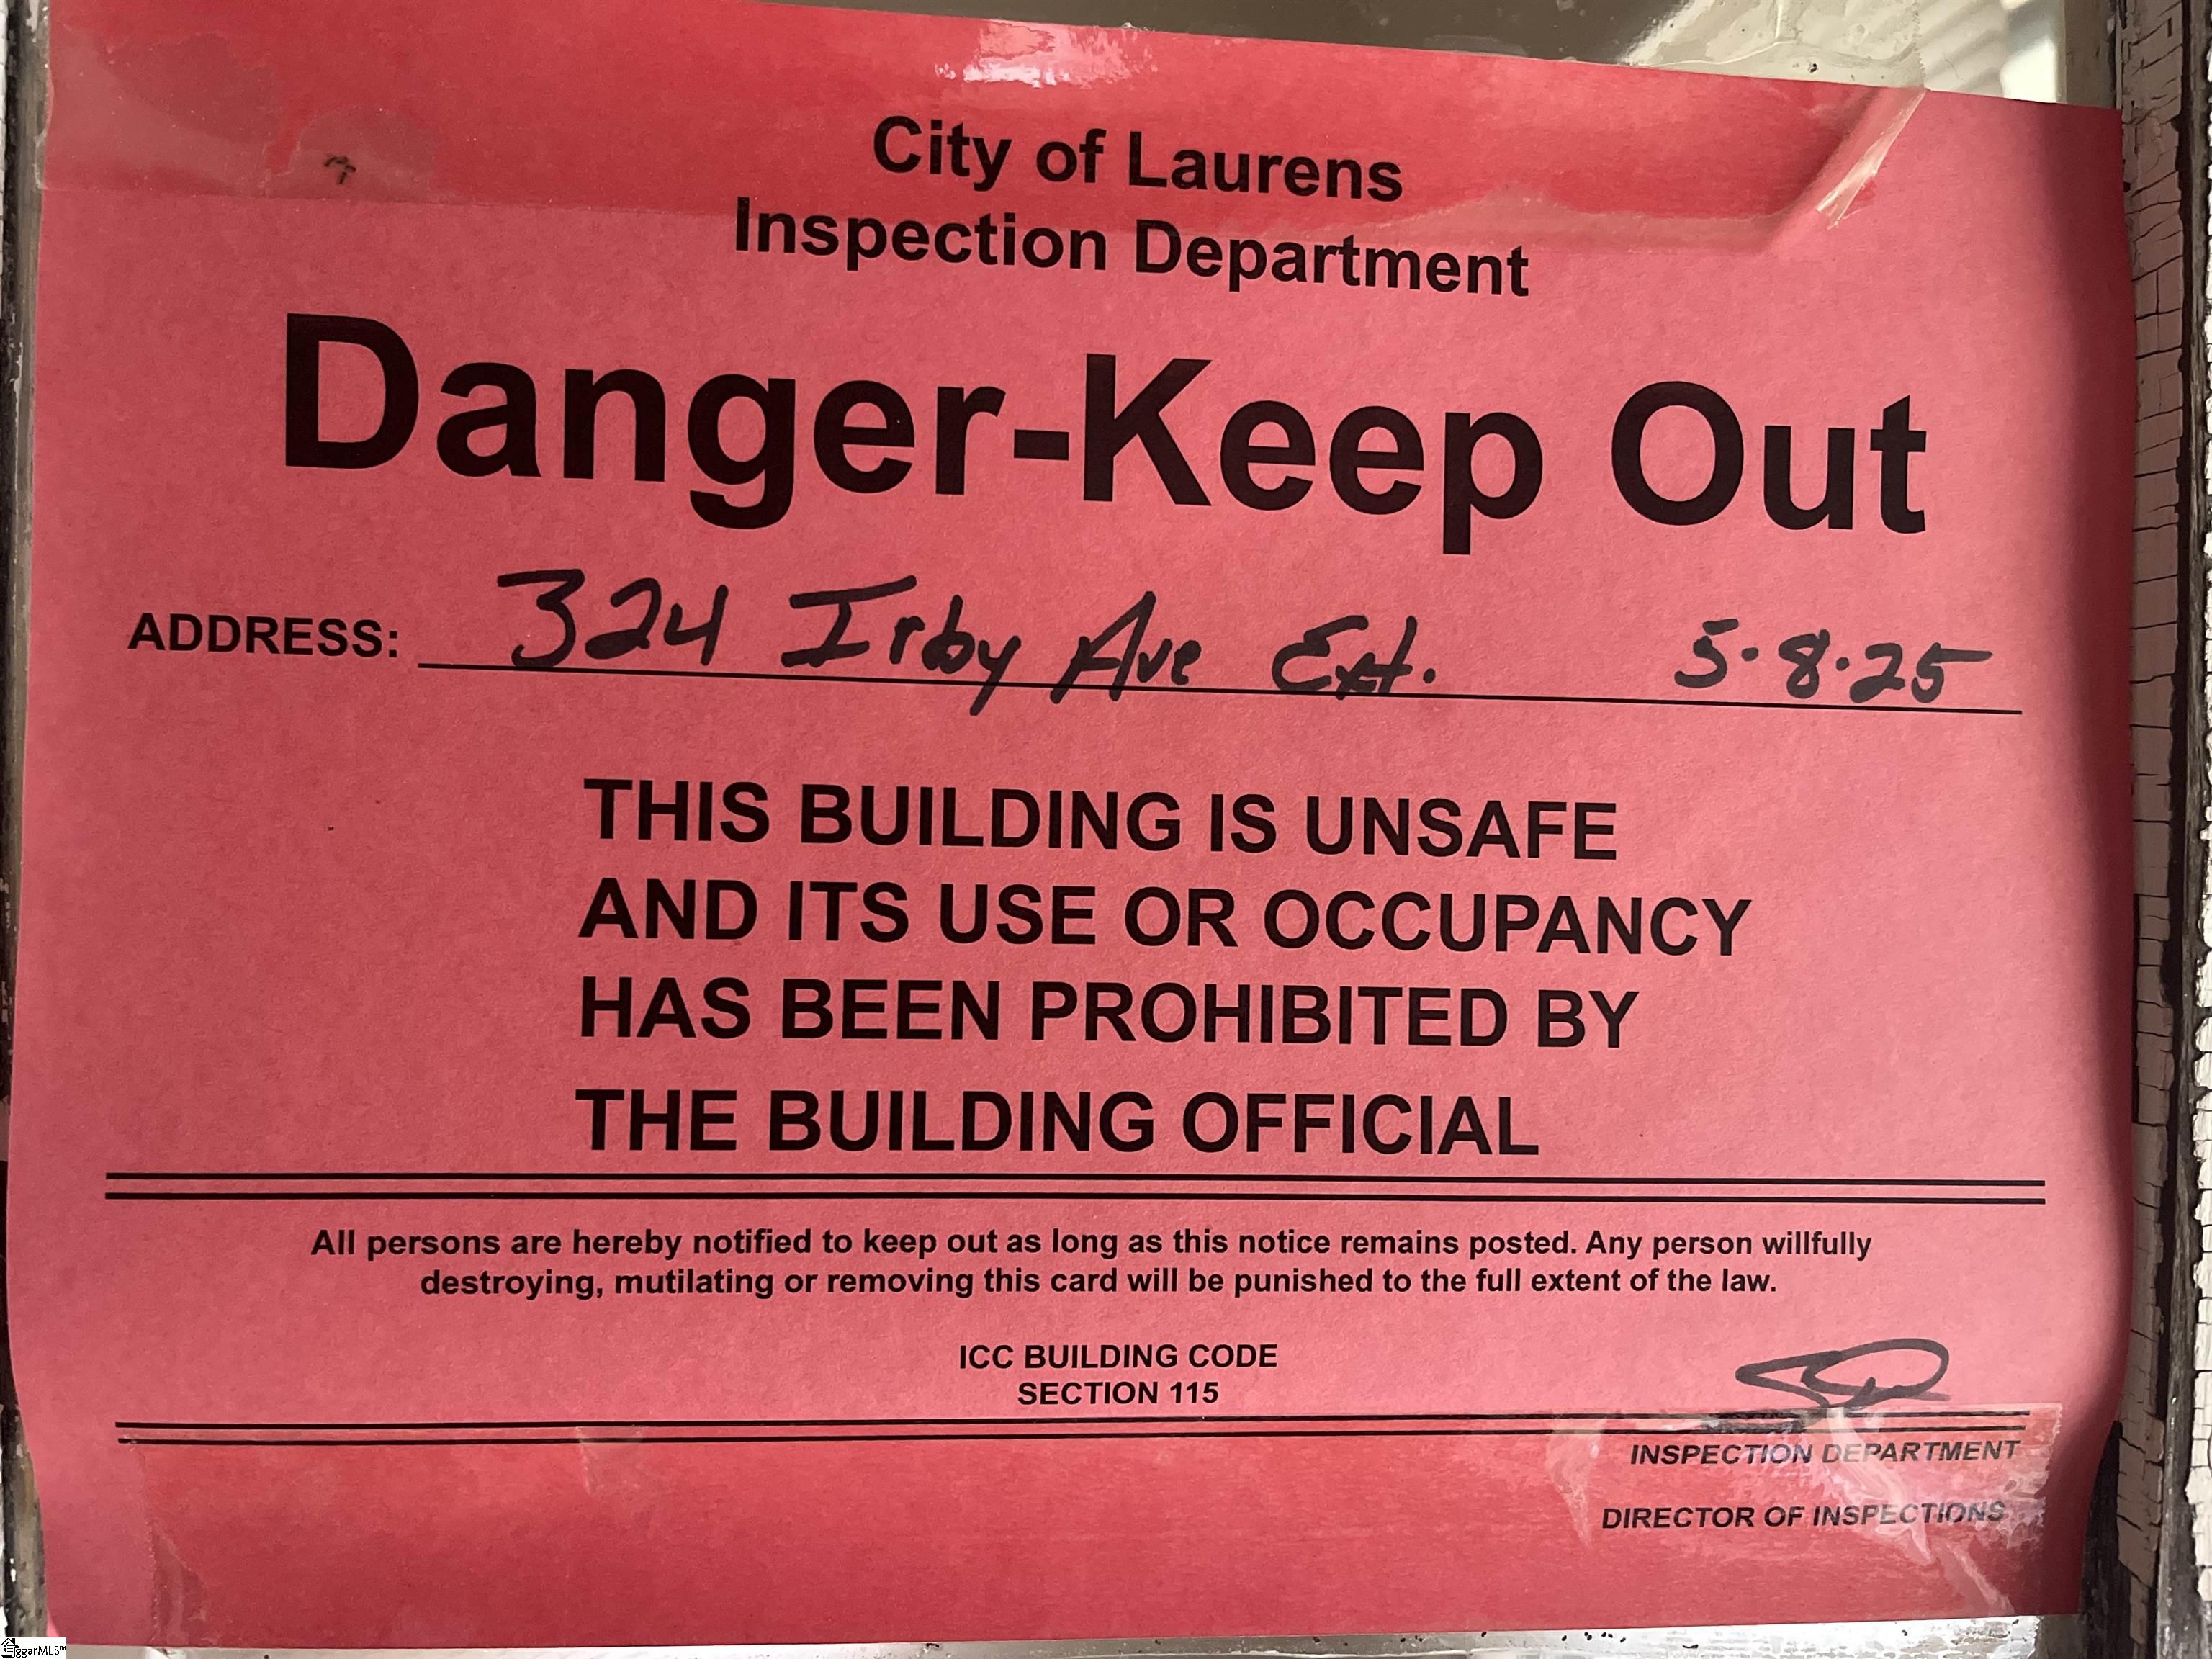 City of Laurens
Inspection Department
Danger-Keep Out
ADDRESS: 324 Irby Ave Ext. 5.8.25
THIS BUILDING IS UNSAFE
AND ITS USE OR OCCUPANCY
HAS BEEN PROHIBITED BY
THE BUILDING OFFICIAL
All persons are hereby notified to keep out as long as this notice remains posted. Any person willfully
destroying, mutilating or removing this card will be punished to the full extent of the law.
ICC BUILDING CODE
SECTION 115
INSPECTION DEPARTMENT
DIRECTOR OF INSPECTIONS
ggarMLS™